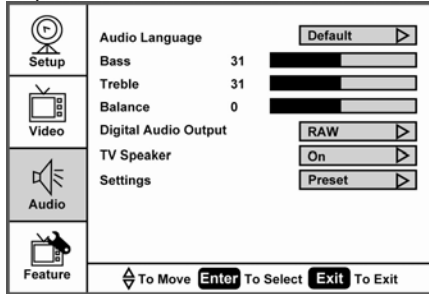 Setup
Video
Audio
Feature
Audio Language Default
Bass 31
Treble 31
Balance 0
Digital Audio Output RAW
TV Speaker On
Settings Preset
To Move Enter To Select Exit To Exit